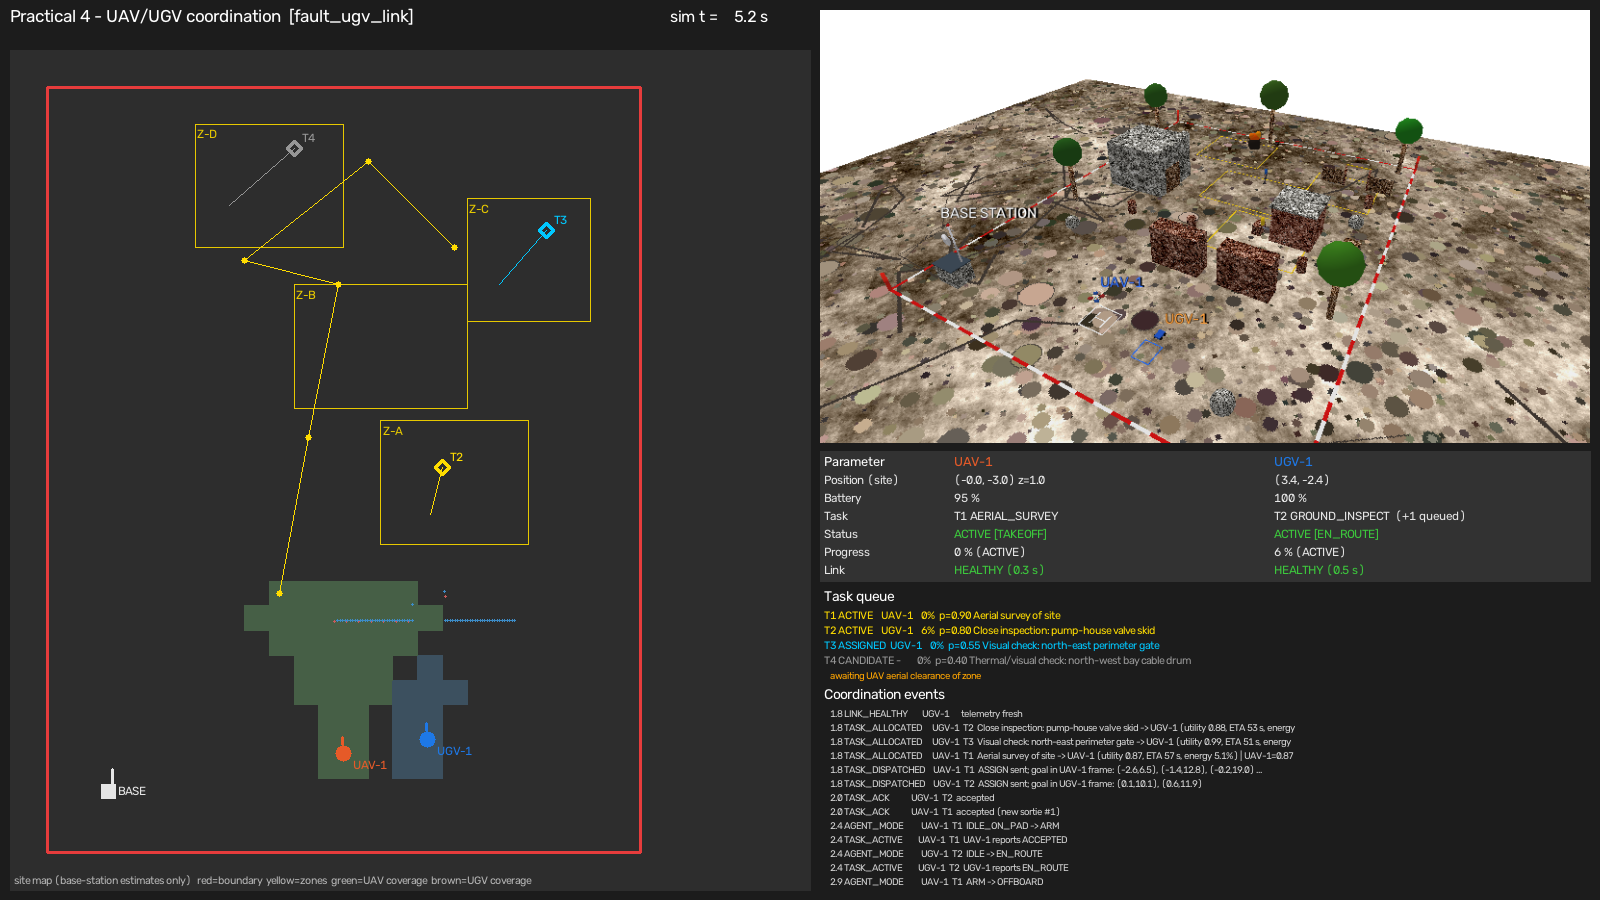 Practical 4 - UAV/UGV coordination [fault_ugv_link]
sim t = 5.2 s
Z-D
T4
Z-C
T3
Z-B
Z-A
T2
UAV-1
UGV-1
BASE
site map (base-station estimates only) red=boundary yellow=zones green=UAV coverage brown=UGV coverage
BASE STATION
UAV-1
UGV-1
Parameter UAV-1 UGV-1
Position (site) (-0.0, -3.0) z=1.0 (3.4, -2.4)
Battery 95 % 100 %
Task T1 AERIAL_SURVEY T2 GROUND_INSPECT (+1 queued)
Status ACTIVE [TAKEOFF] ACTIVE [EN_ROUTE]
Progress 0 % (ACTIVE) 6 % (ACTIVE)
Link HEALTHY (0.3 s) HEALTHY (0.5 s)
Task queue
T1 ACTIVE UAV-1 0% p=0.90 Aerial survey of site
T2 ACTIVE UGV-1 6% p=0.80 Close inspection: pump-house valve skid
T3 ASSIGNED UGV-1 0% p=0.55 Visual check: north-east perimeter gate
T4 CANDIDATE - 0% p=0.40 Thermal/visual check: north-west bay cable drum
awaiting UAV aerial clearance of zone
Coordination events
1.8 LINK_HEALTHY UGV-1 telemetry fresh
1.8 TASK_ALLOCATED UGV-1 T2 Close inspection: pump-house valve skid -> UGV-1 (utility 0.88, ETA 53 s, energy
1.8 TASK_ALLOCATED UGV-1 T3 Visual check: north-east perimeter gate -> UGV-1 (utility 0.99, ETA 51 s, energy
1.8 TASK_ALLOCATED UAV-1 T1 Aerial survey of site -> UAV-1 (utility 0.87, ETA 57 s, energy 5.1%) | UAV-1=0.87
1.8 TASK_DISPATCHED UAV-1 T1 ASSIGN sent; goal in UAV-1 frame: (-2.6,6.5), (-1.4,12.8), (-0.2,19.0) ...
1.8 TASK_DISPATCHED UGV-1 T2 ASSIGN sent; goal in UGV-1 frame: (0.1,10.1), (0.6,11.9)
2.0 TASK_ACK UGV-1 T2 accepted
2.0 TASK_ACK UAV-1 T1 accepted (new sortie #1)
2.4 AGENT_MODE UAV-1 T1 IDLE_ON_PAD -> ARM
2.4 TASK_ACTIVE UAV-1 T1 UAV-1 reports ACCEPTED
2.4 AGENT_MODE UGV-1 T2 IDLE -> EN_ROUTE
2.4 TASK_ACTIVE UGV-1 T2 UGV-1 reports EN_ROUTE
2.9 AGENT_MODE UAV-1 T1 ARM -> OFFBOARD